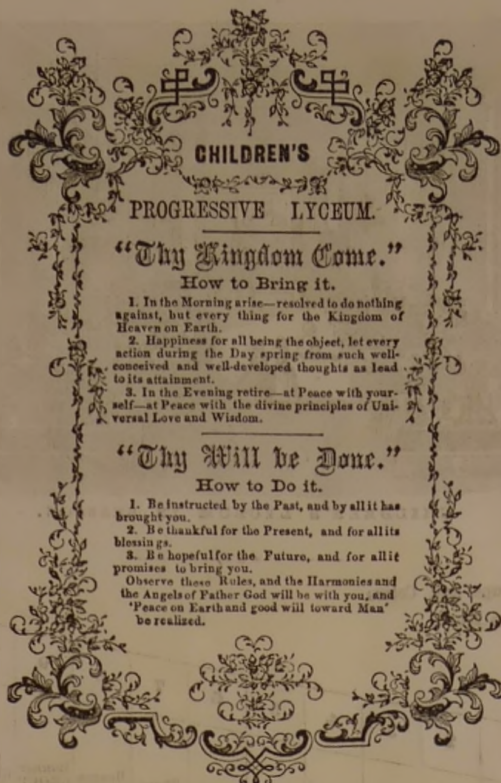 CHILDREN'S
PROGRESSIVE LYCEUM.
"Thy Kingdom Come."
How to Bring it.
1. In the Morning arise—resolved to do nothing
against, but every thing for the Kingdom of
Heaven on Earth.
2. Happiness for all being the object, let every
action during the Day spring from such well-
conceived and well-developed thoughts as lead
to its attainment.
3. In the Evening retire—at Peace with your-
self—at Peace with the divine principles of Uni-
versal Love and Wisdom.
"Thy Will be Done."
How to Do it.
1. Be instructed by the Past, and by all it has
brought you.
2. Be thankful for the Present, and for all its
blessings.
3. Be hopeful for the Future, and for all it
promises to bring you.
Observe these Rules, and the Harmonies and
the Angels of Father God will be with you, and
'Peace on Earth and good will toward Man'
be realized.